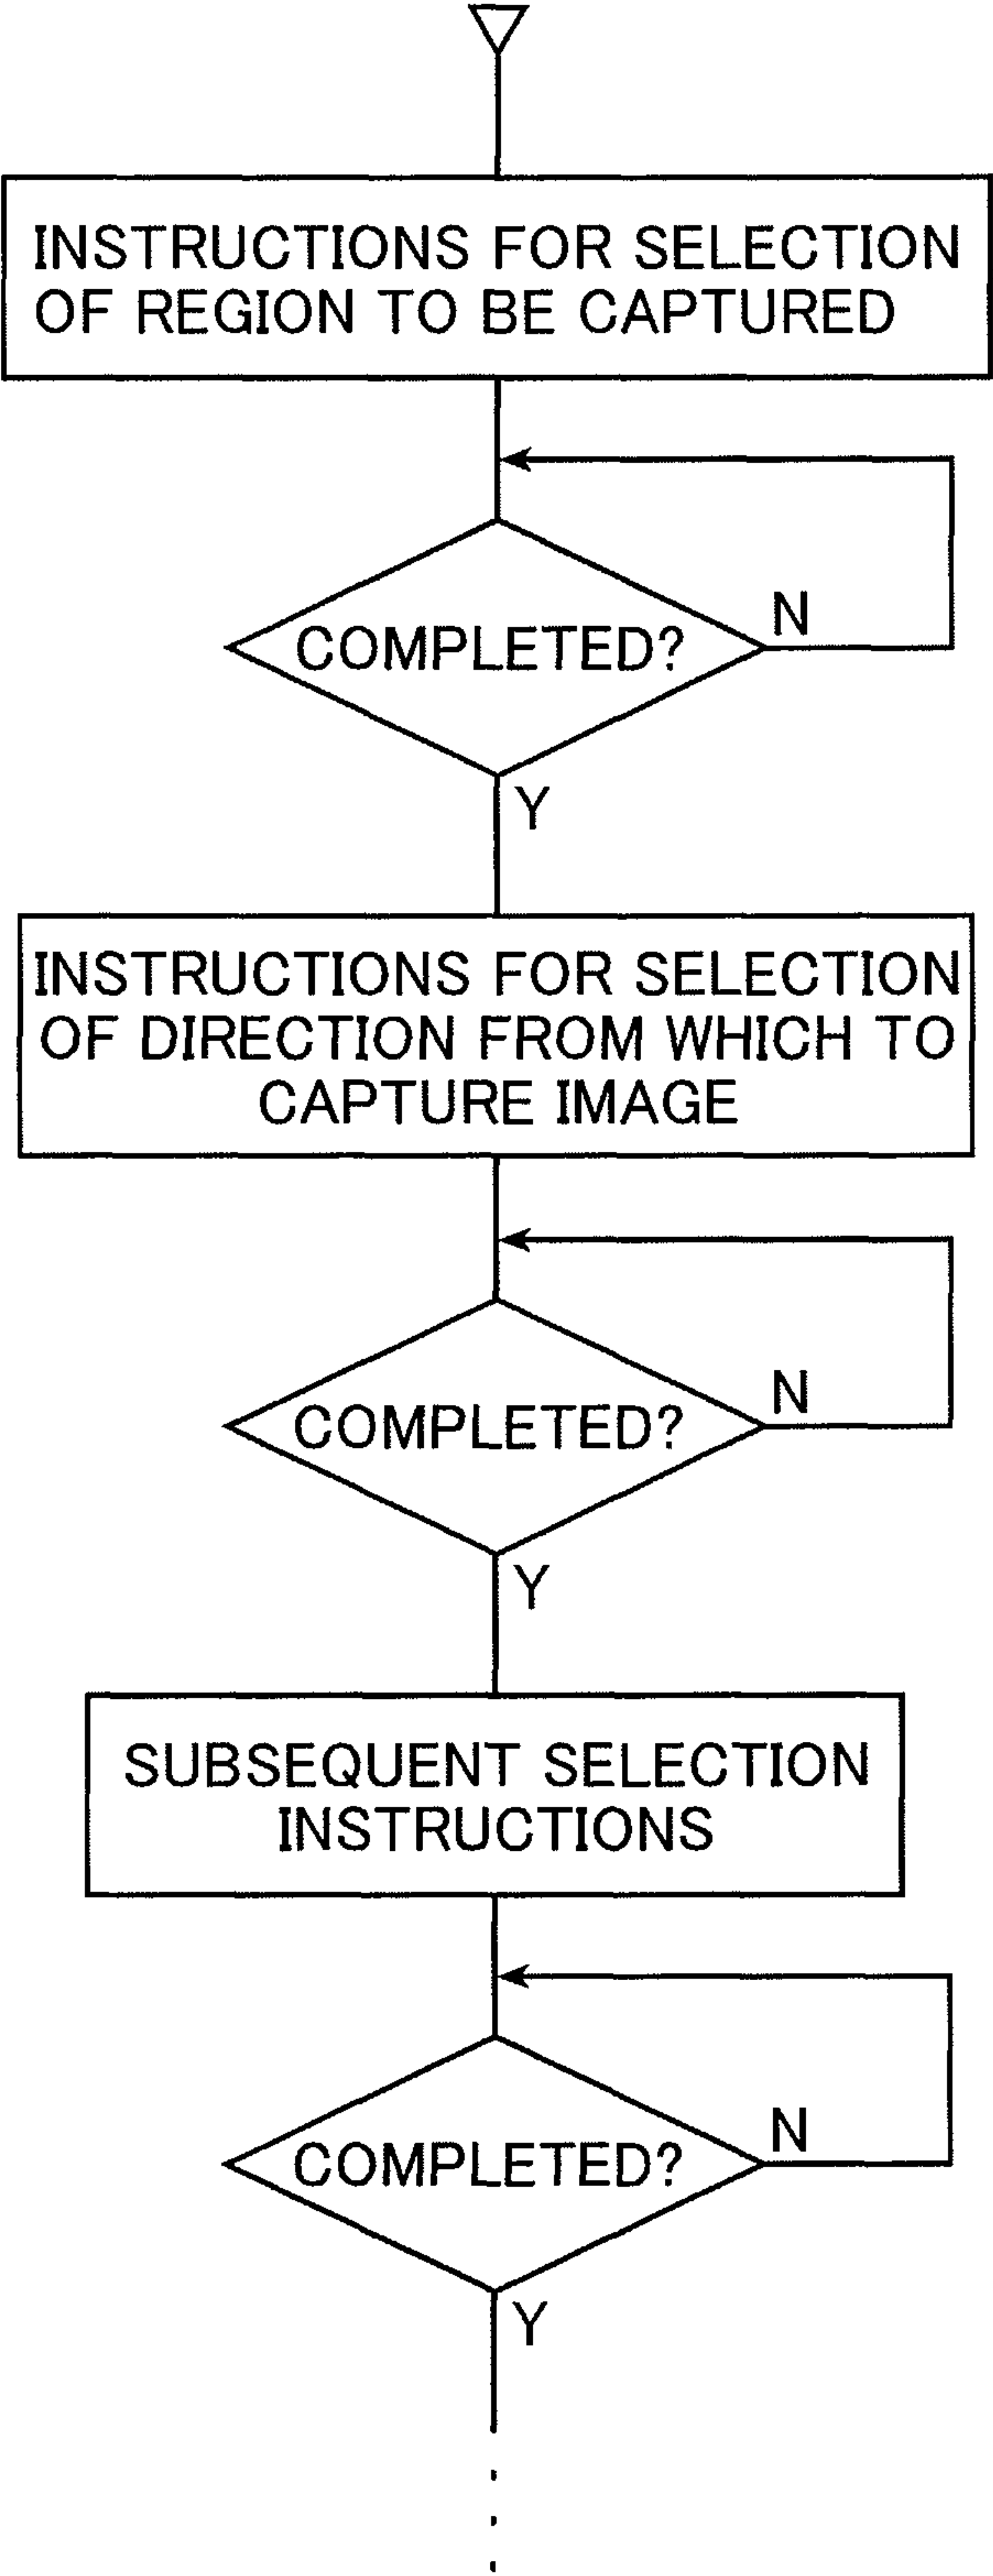 INSTRUCTIONS FOR SELECTION
OF REGION TO BE CAPTURED
COMPLETED?
N
Y
INSTRUCTIONS FOR SELECTION
OF DIRECTION FROM WHICH TO
CAPTURE IMAGE
COMPLETED?
N
Y
SUBSEQUENT SELECTION
INSTRUCTIONS
COMPLETED?
N
Y